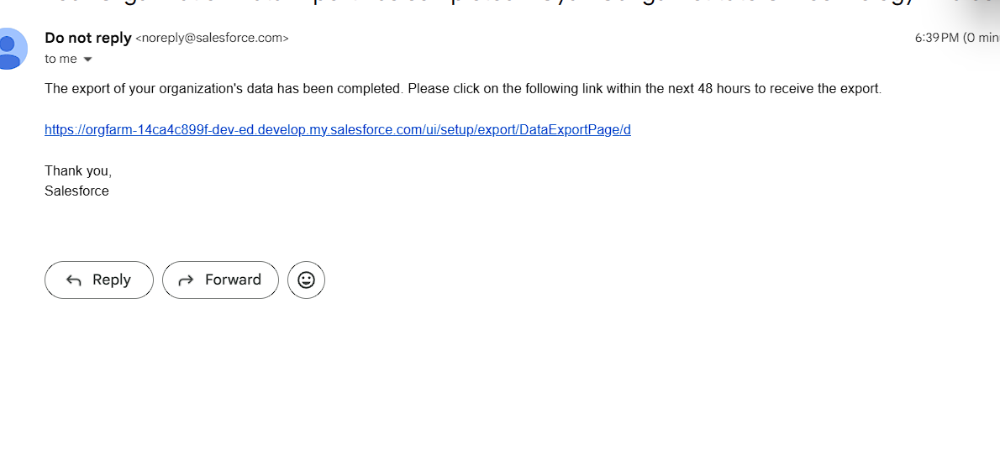 Do not reply <noreply@salesforce.com>
6:39 PM (0 min
to me
The export of your organization's data has been completed. Please click on the following link within the next 48 hours to receive the export.
https://orgfarm-14ca4c899f-dev-ed.develop.my.salesforce.com/ui/setup/export/DataExportPage/d
Thank you,
Salesforce
Reply
Forward